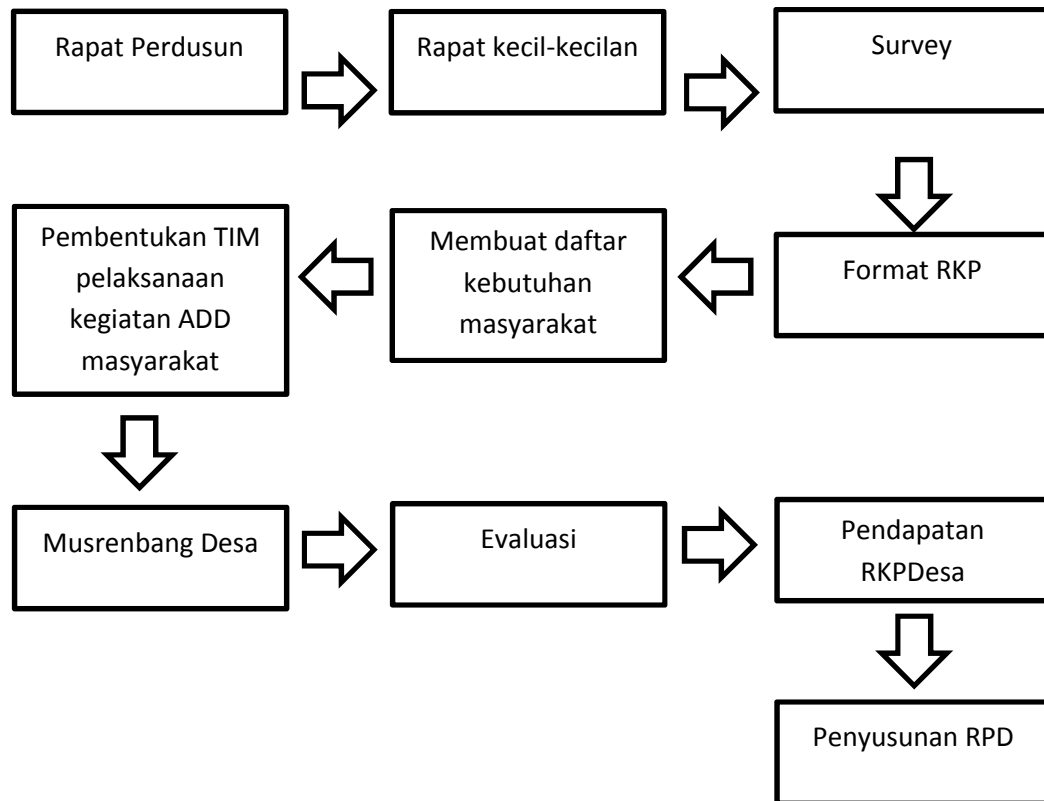 Rapat Perdusun
Rapat kecil-kecilan
Survey
Format RKP
Membuat daftar
kebutuhan
masyarakat
Pembentukan TIM
pelaksanaan
kegiatan ADD
masyarakat
Musrenbang Desa
Evaluasi
Pendapatan
RKPDesa
Penyusunan RPD